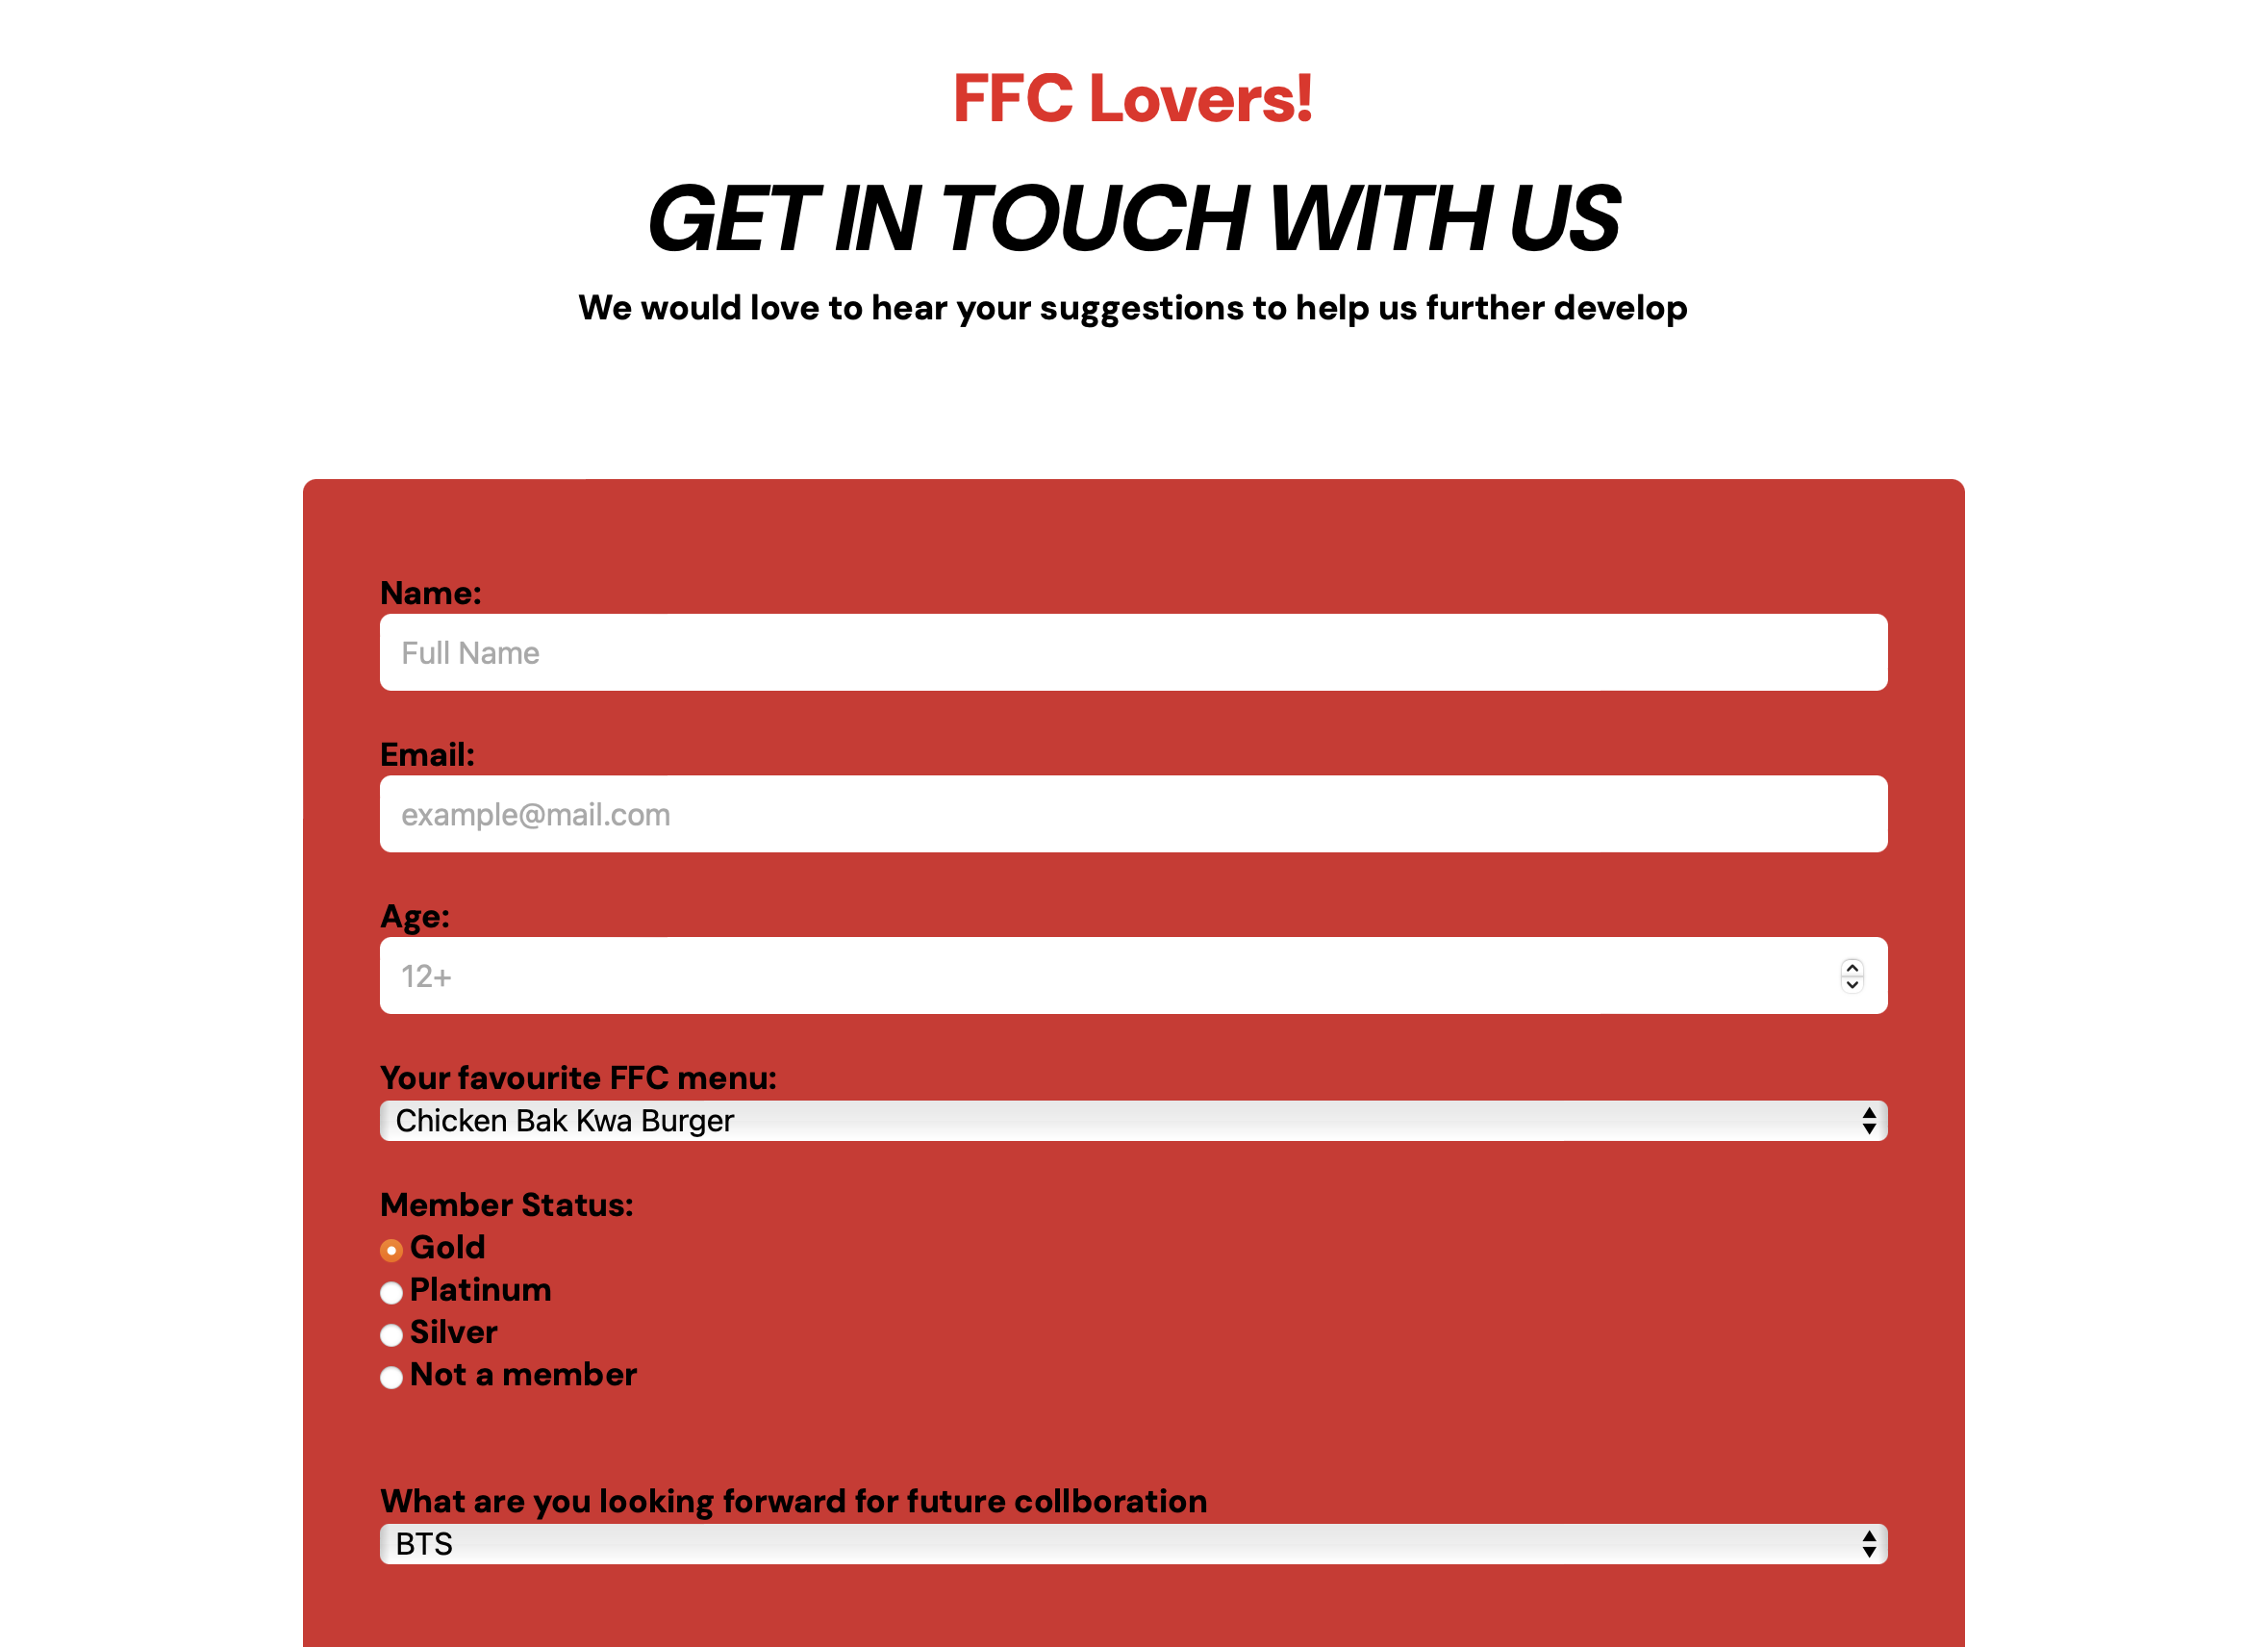 FFC Lovers!
GET IN TOUCH WITH US
We would love to hear your suggestions to help us further develop
Name:
Full Name
Email:
example@mail.com
Age:
12+
Your favourite FFC menu:
Chicken Bak Kwa Burger
Member Status:
Gold
Platinum
Silver
Not a member
What are you looking forward for future collboration
BTS